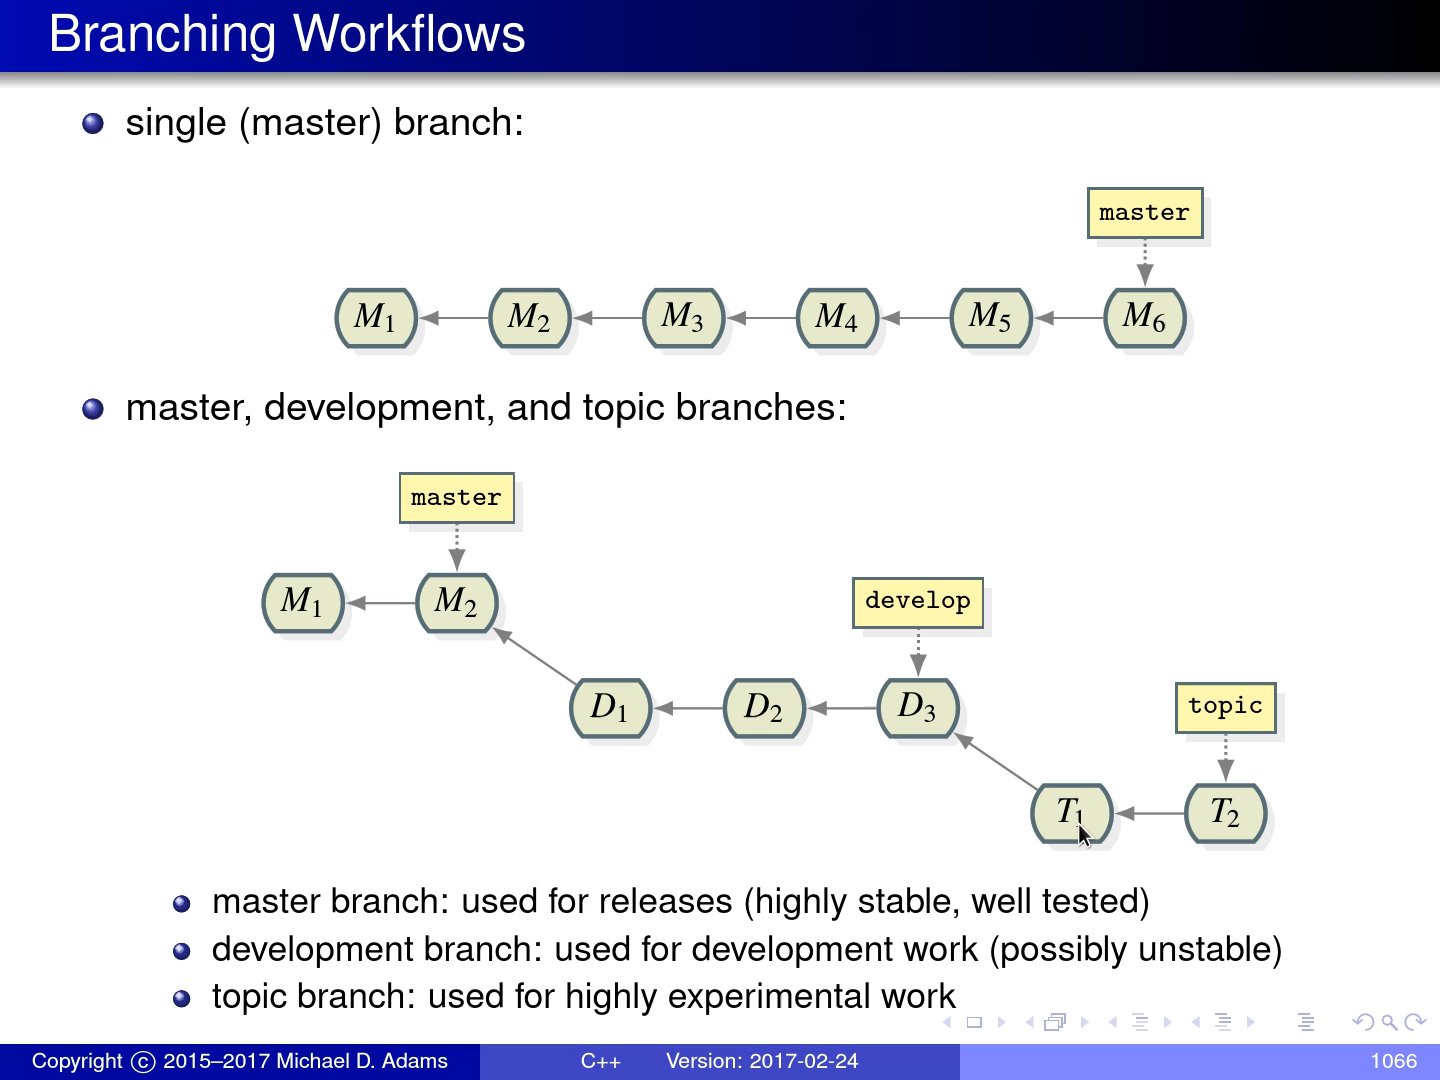 Branching Workflows
single (master) branch:
master
M1 M2 M3 M4 M5 M6
master, development, and topic branches:
master
M1 M2
develop
D1 D2 D3
topic
T1 T2
master branch: used for releases (highly stable, well tested)
development branch: used for development work (possibly unstable)
topic branch: used for highly experimental work
Copyright © 2015–2017 Michael D. Adams C++ Version: 2017-02-24 1066